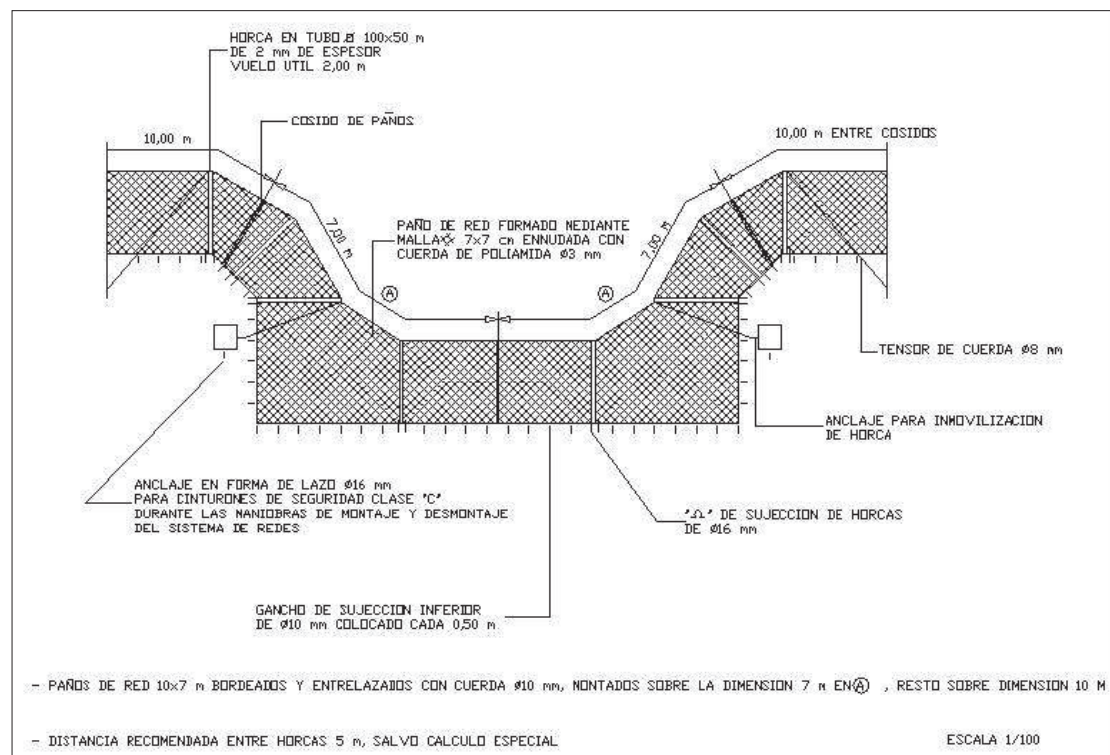 HORCA EN TUBO Ø 100x50 m
DE 2 mm DE ESPESOR
VUELO UTIL 2,00 m
COSIDO DE PAÑOS
10,00 m
10,00 m ENTRE COSIDOS
7,00 m
PAÑO DE RED FORMADO MEDIANTE
MALLA 7x7 cm ENNUDADA CON
CUERDA DE POLIAMIDA Ø3 mm
7,00 m
A
A
TENSOR DE CUERDA Ø8 mm
ANCLAJE PARA INMOVILIZACION
DE HORCA
ANCLAJE EN FORMA DE LAZO Ø16 mm
PARA CINTURONES DE SEGURIDAD CLASE "C"
DURANTE LAS MANIOBRAS DE MONTAJE Y DESMONTAJE
DEL SISTEMA DE REDES
"Ω" DE SUJECCION DE HORCAS
DE Ø16 mm
GANCHO DE SUJECCION INFERIOR
DE Ø10 mm COLOCADO CADA 0,50 m
- PAÑOS DE RED 10x7 m BORDEADOS Y ENTRELAZADOS CON CUERDA Ø10 mm, MONTADOS SOBRE LA DIMENSION 7 m EN A , RESTO SOBRE DIMENSION 10 M
- DISTANCIA RECOMENDADA ENTRE HORCAS 5 m, SALVO CALCULO ESPECIAL
ESCALA 1/100